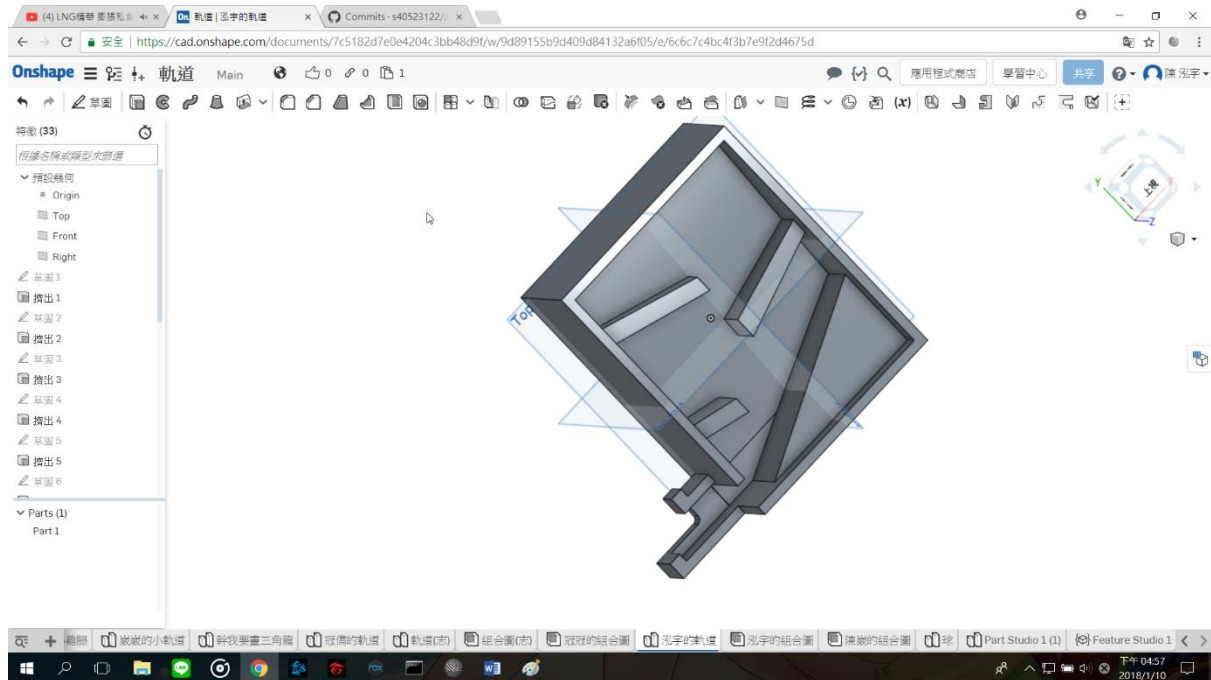 (4) LNG精華
軌道 | 泓宇的軌道
Commits · s40523122/
安全 | https://cad.onshape.com/documents/7c5182d7e0e4204c3bb48d9f/w/9d89155b9d409d84132a6f05/e/6c6c7c4bc4f3b7e9f2d4675d
Onshape 軌道 Main 0 0 1 應用程式商店 學習中心 共享 陳 泓宇
草圖 (x)
特徵 (33)
根據名稱或類型來篩選
預設幾何
Origin
Top
Front
Right
草圖 1
擠出 1
草圖 2
擠出 2
草圖 3
擠出 3
草圖 4
擠出 4
草圖 5
擠出 5
草圖 6
Parts (1)
Part 1
Top
上視
Y
Z
崴崴的小軌道 幹我要畫三角龍 冠儒的軌道 軌道(志) 組合圖(志) 冠冠的組合圖 泓宇的軌道 泓宇的組合圖 陳崴的組合圖 球 Part Studio 1 (1) Feature Studio 1
下午 04:57
2018/1/10